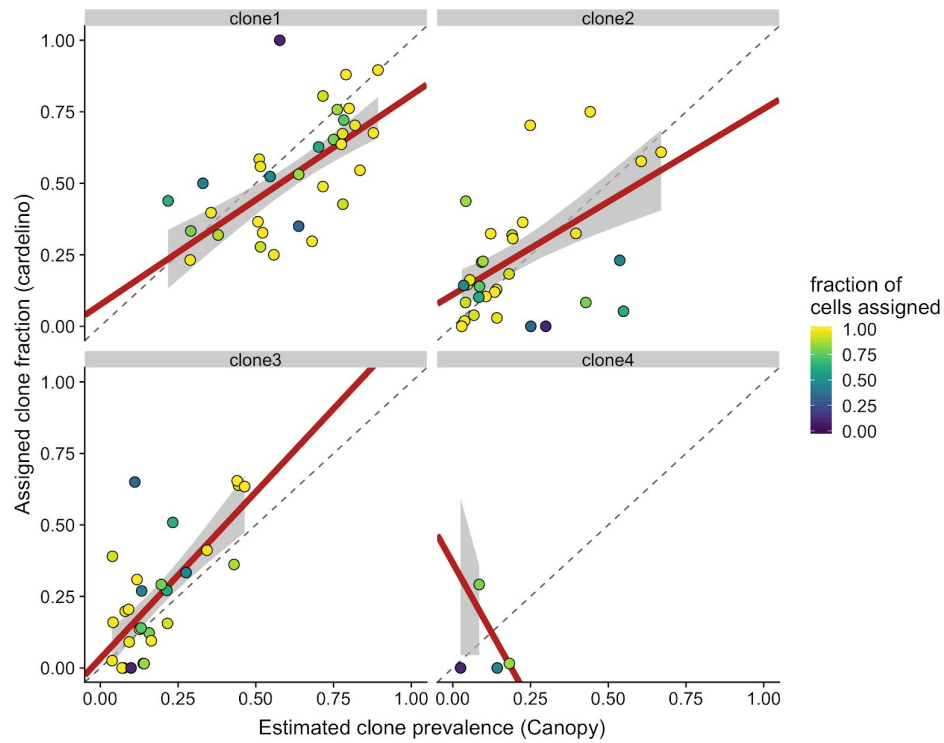 clone1
clone2
1.00
0.75
0.50
0.25
0.00
clone3
clone4
1.00
0.75
0.50
0.25
0.00
0.00 0.25 0.50 0.75 1.00
0.00 0.25 0.50 0.75 1.00
Estimated clone prevalence (Canopy)
Assigned clone fraction (cardelino)
fraction of
cells assigned
1.00
0.75
0.50
0.25
0.00